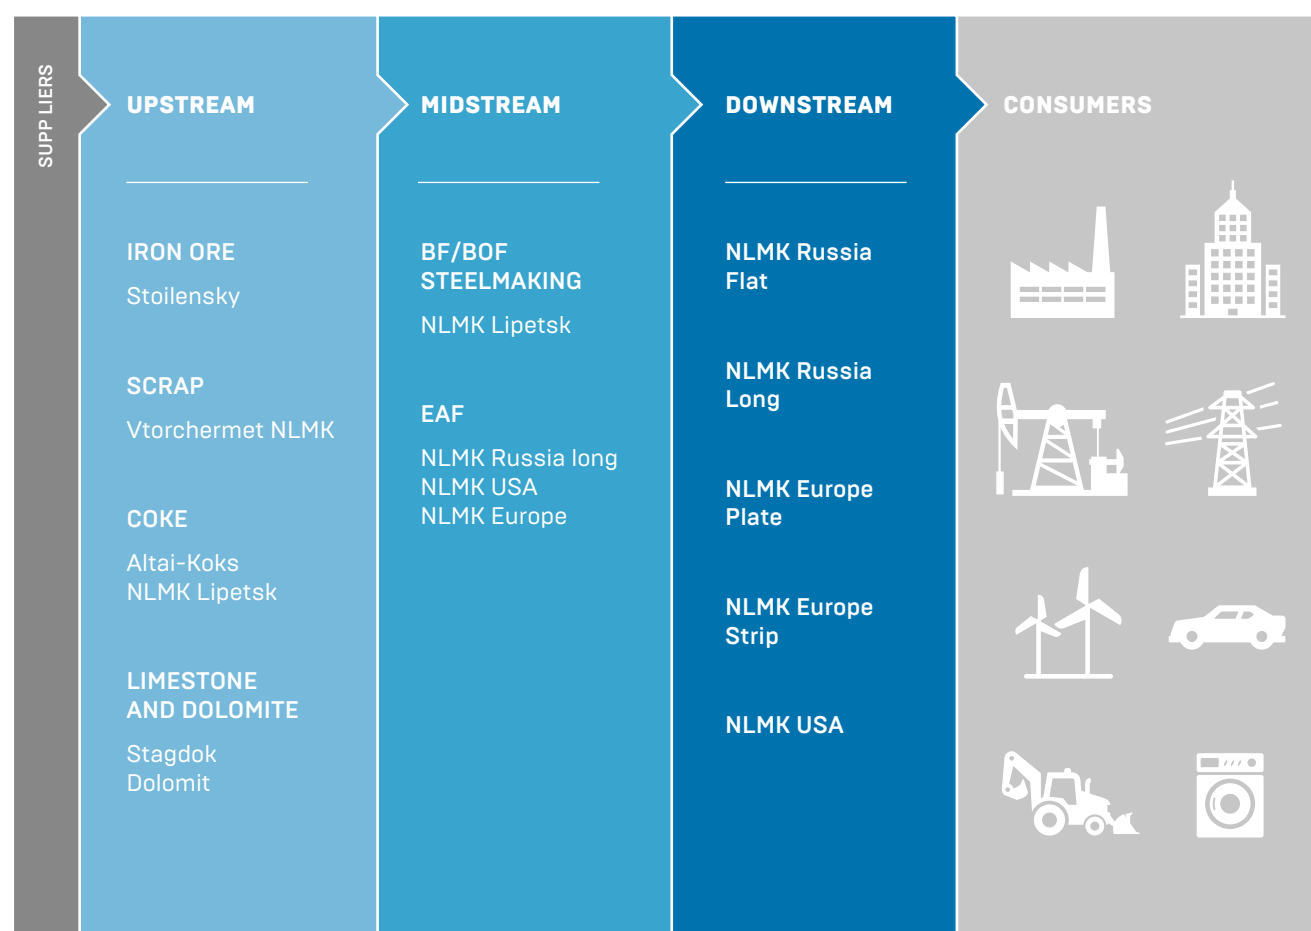 SUPP LIERS
UPSTREAM
IRON ORE
Stoilensky
SCRAP
Vtorchermet NLMK
COKE
Altai-Koks
NLMK Lipetsk
LIMESTONE
AND DOLOMITE
Stagdok
Dolomit
MIDSTREAM
BF/BOF
STEELMAKING
NLMK Lipetsk
EAF
NLMK Russia long
NLMK USA
NLMK Europe
DOWNSTREAM
NLMK Russia
Flat
NLMK Russia
Long
NLMK Europe
Plate
NLMK Europe
Strip
NLMK USA
CONSUMERS